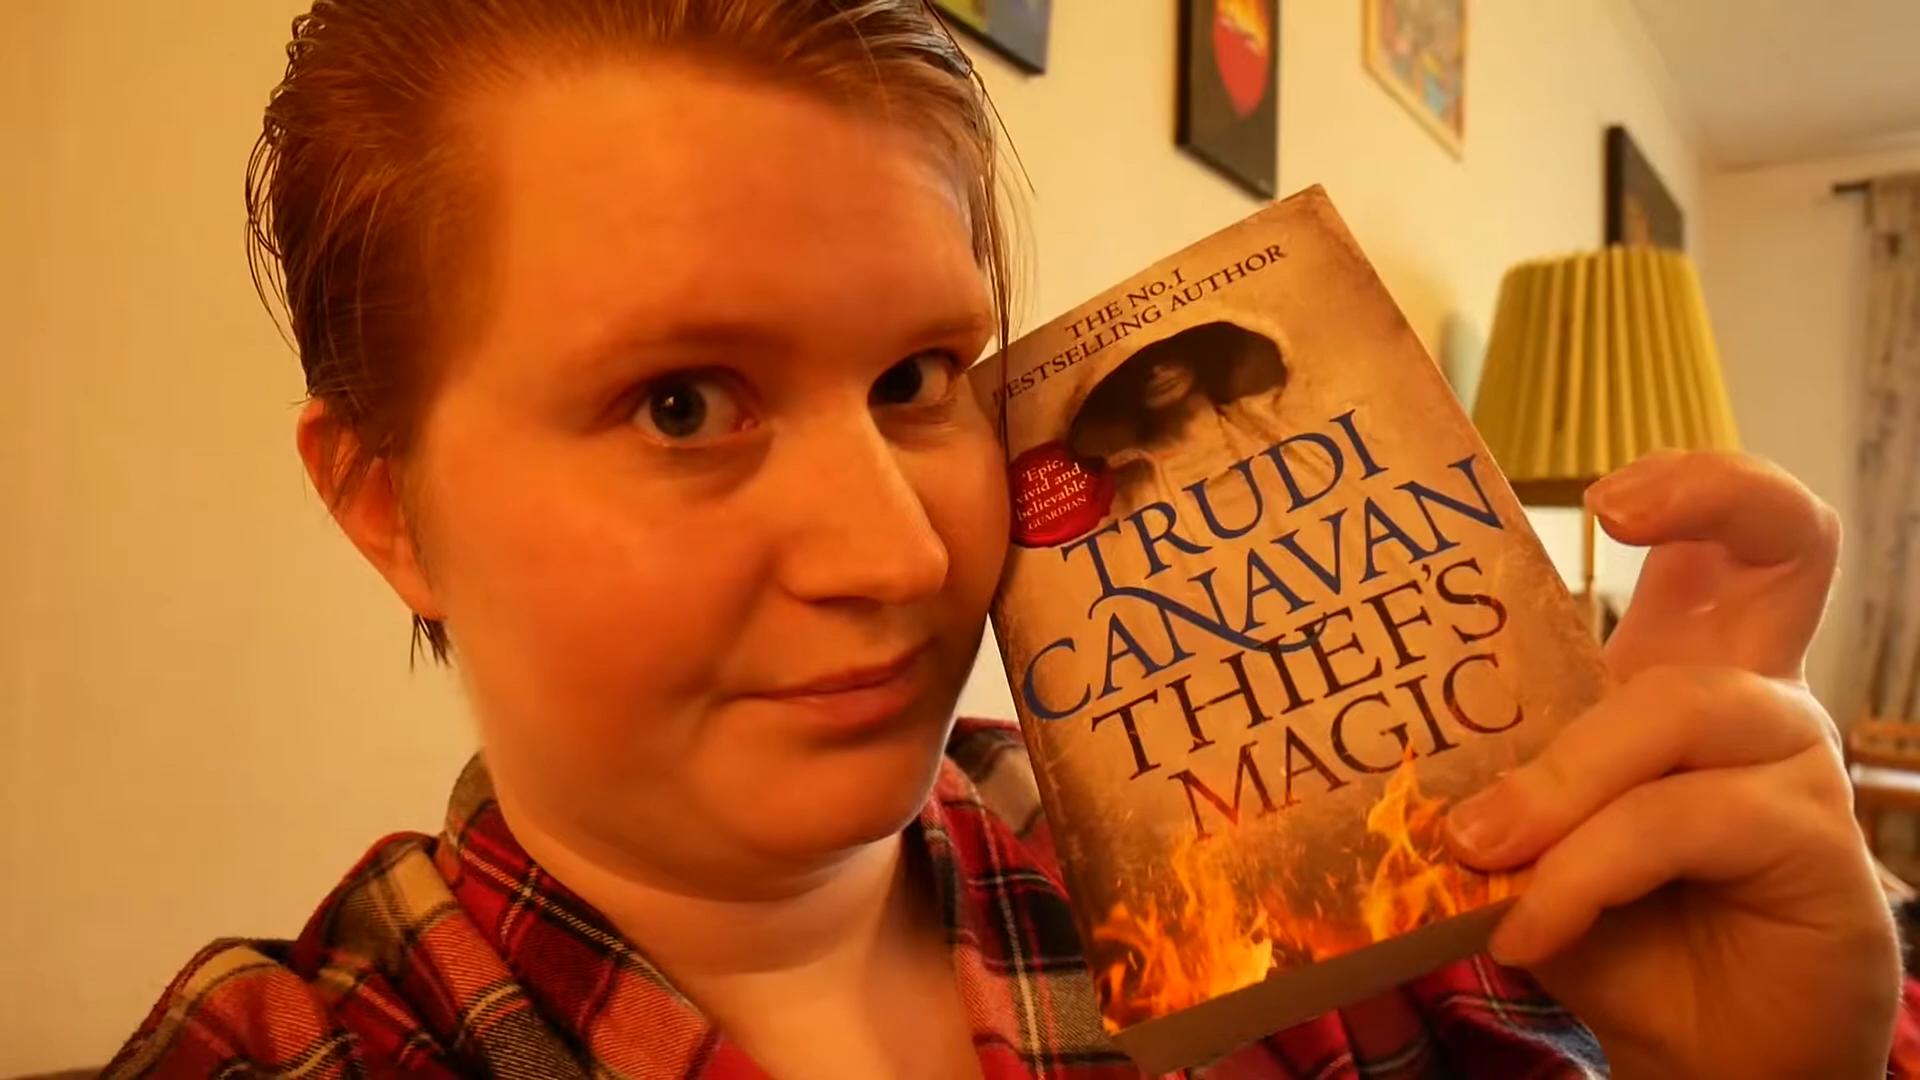 THE No.1
BESTSELLING AUTHOR
'Epic,
vivid and
believable'
GUARDIAN
TRUDI
CANAVAN
THIEF'S
MAGIC